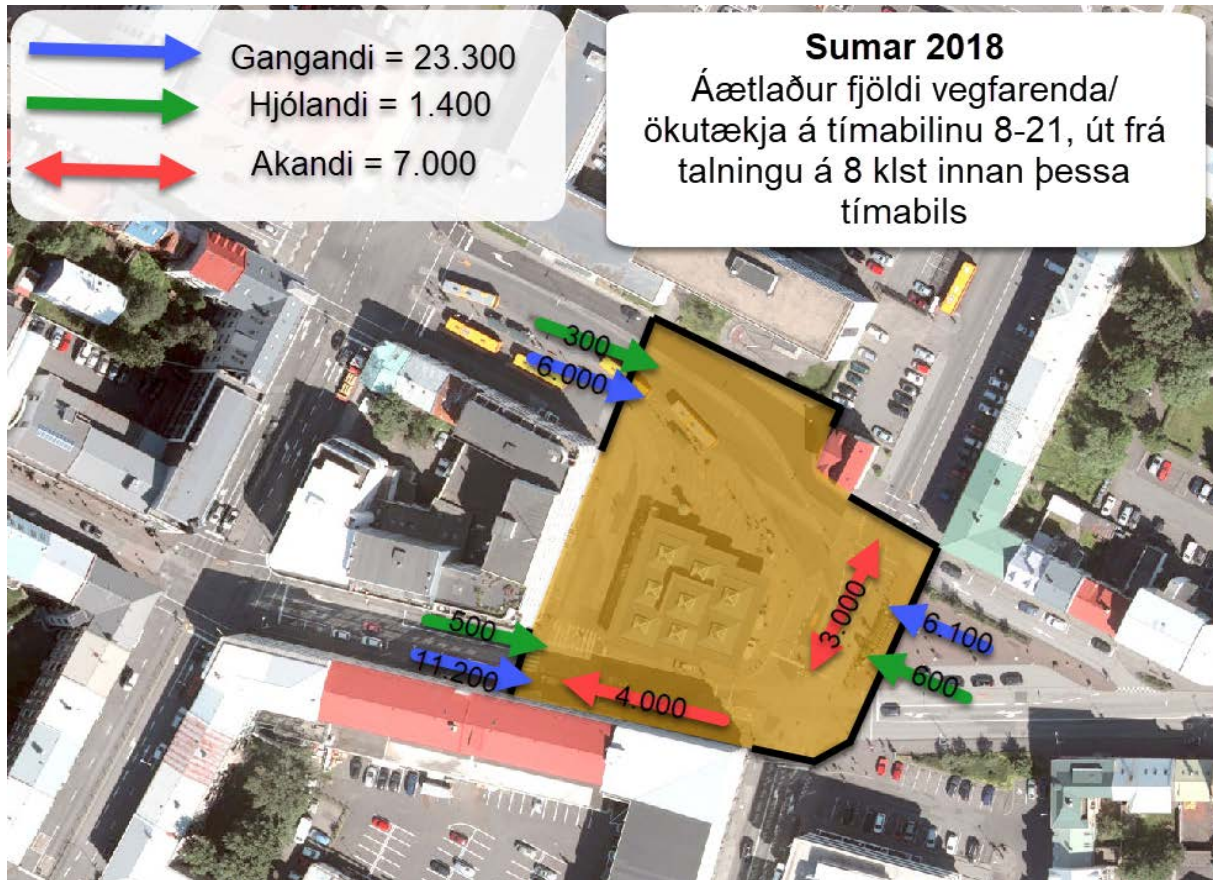 Gangandi = 23.300
Hjólandi = 1.400
Akandi = 7.000
Sumar 2018
Áætlaður fjöldi vegfarenda/
ökutækja á tímabilinu 8-21, út frá
talningu á 8 klst innan þessa
tímabils
300
6.000
3.000
6.100
600
500
11.200
4.000